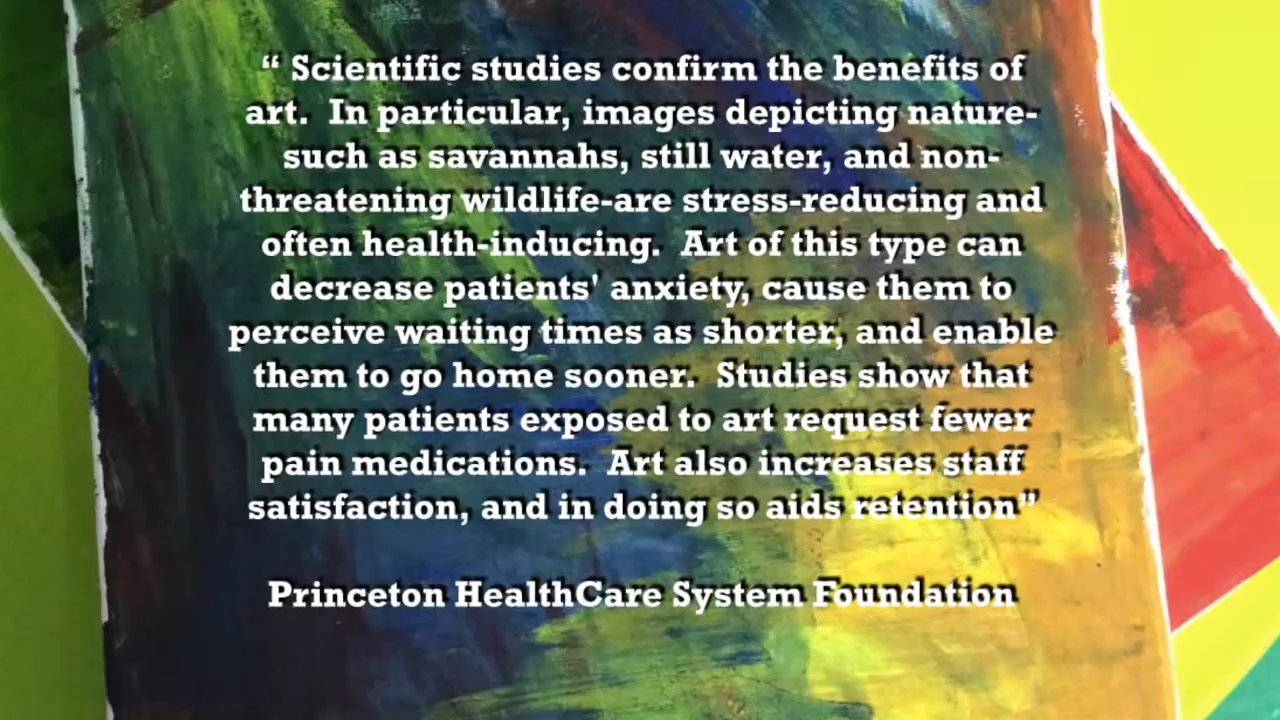 “ Scientific studies confirm the benefits of
art.  In particular, images depicting nature-
such as savannahs, still water, and non-
threatening wildlife-are stress-reducing and
often health-inducing.  Art of this type can
decrease patients' anxiety, cause them to
perceive waiting times as shorter, and enable
them to go home sooner.  Studies show that
many patients exposed to art request fewer
pain medications.  Art also increases staff
satisfaction, and in doing so aids retention”
Princeton HealthCare System Foundation